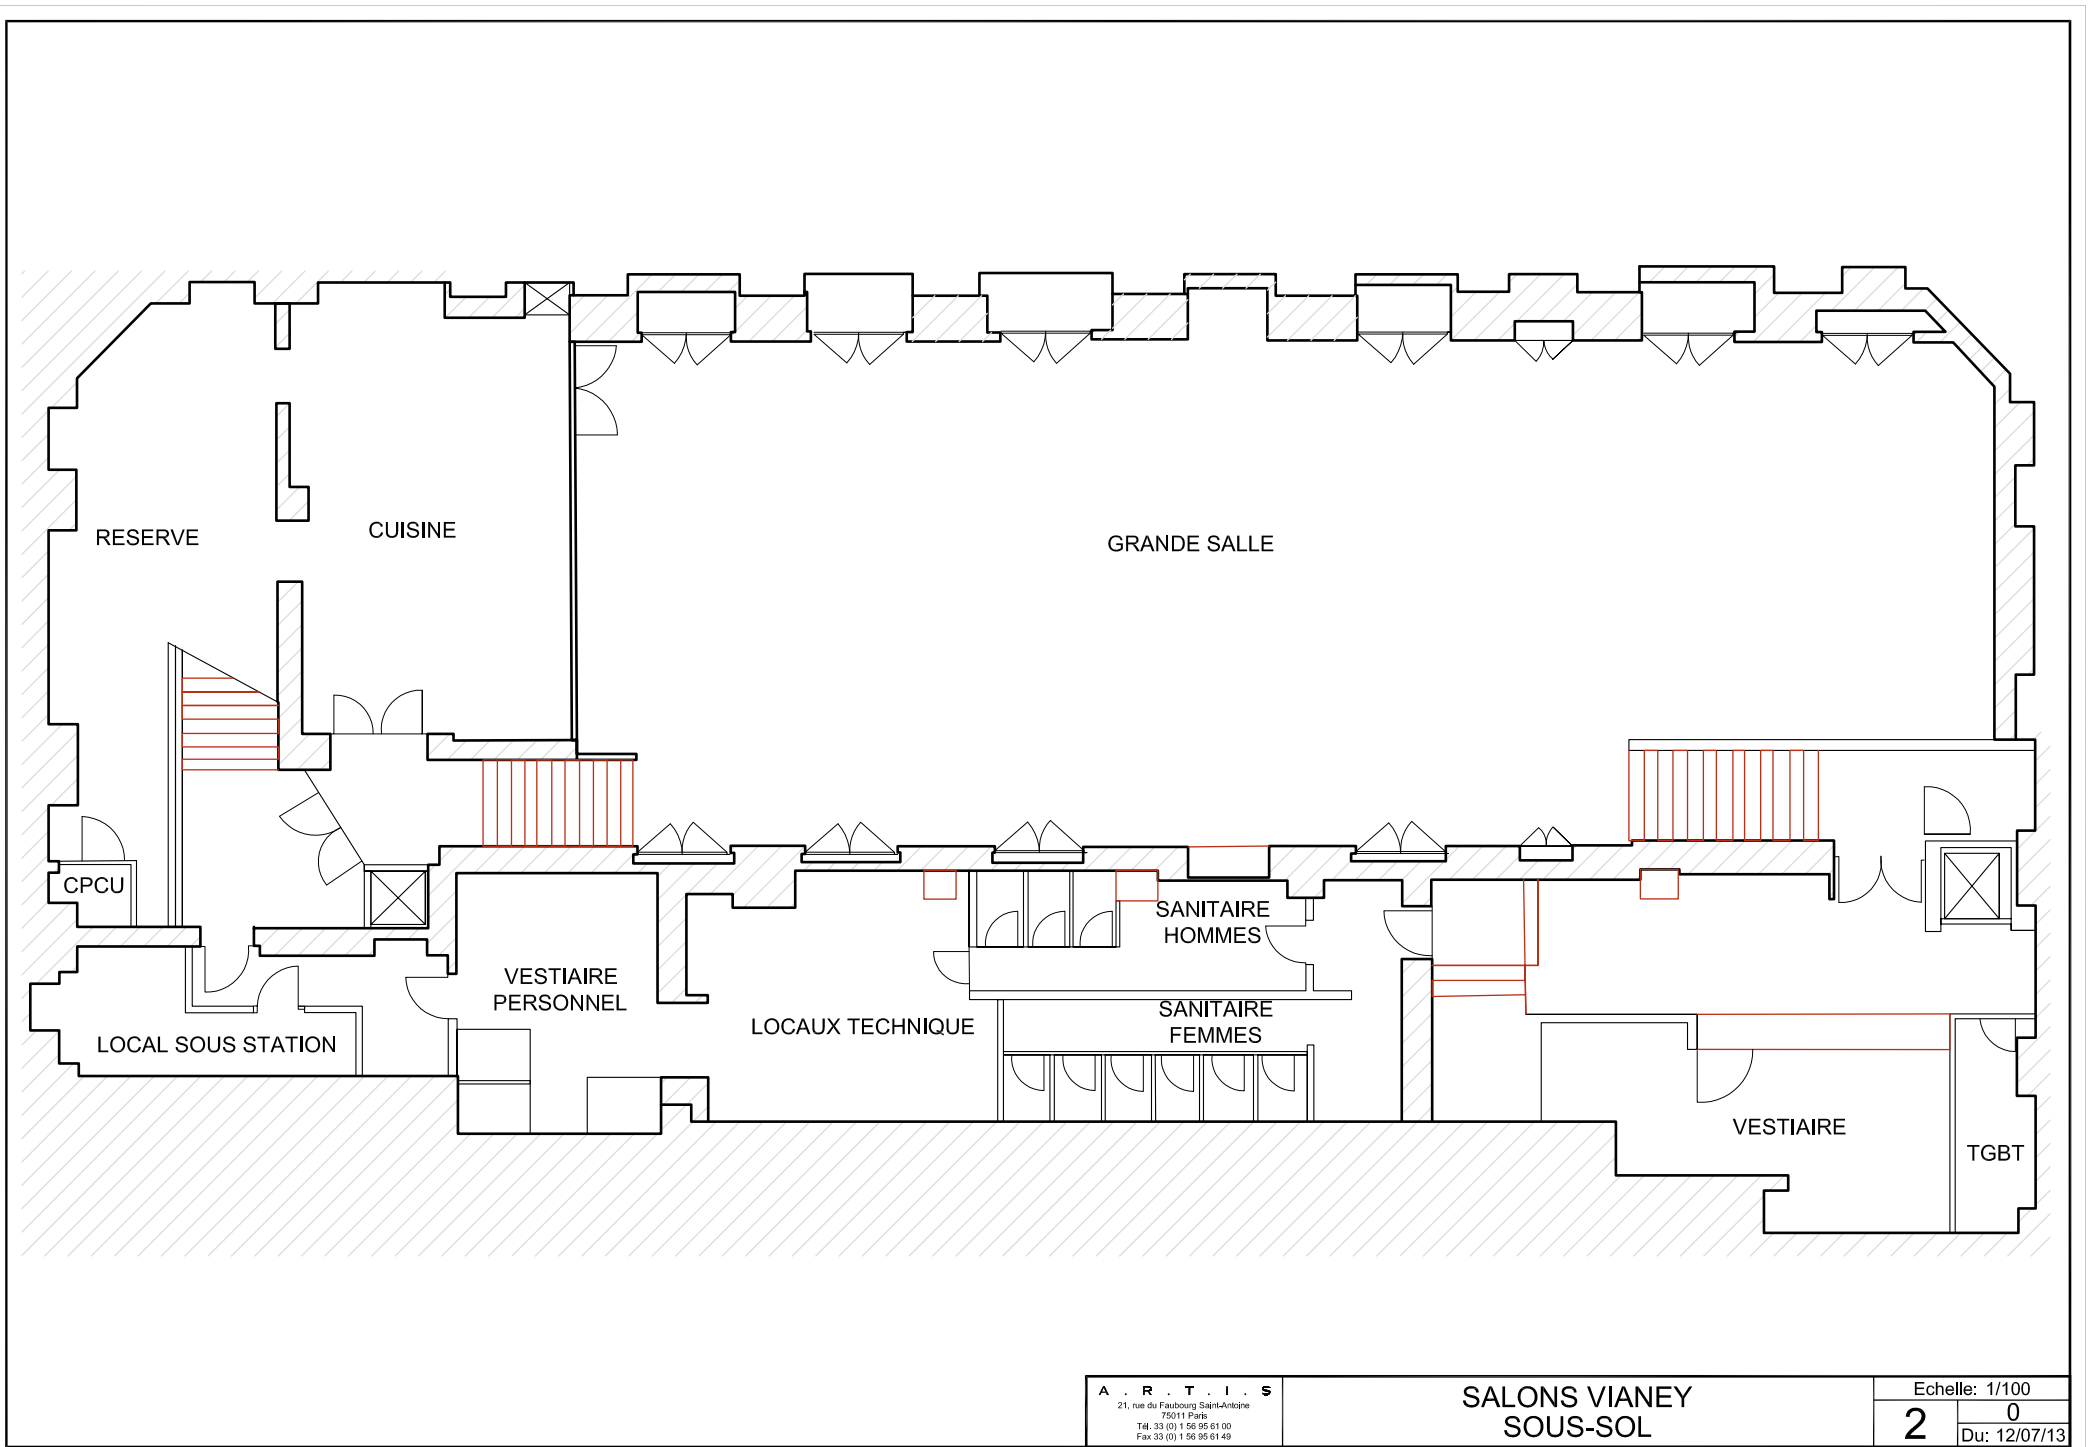 RESERVE
CUISINE
GRANDE SALLE
CPCU
SANITAIRE
HOMMES
VESTIAIRE
PERSONNEL
LOCAUX TECHNIQUE
SANITAIRE
FEMMES
LOCAL SOUS STATION
VESTIAIRE
TGBT
A . R . T . I . S
21, rue du Faubourg Saint-Antoine
75011 Paris
Tél. 33 (0) 1 56 95 61 00
Fax 33 (0) 1 56 95 61 49
SALONS VIANEY
SOUS-SOL
Echelle: 1/100
2
0
Du: 12/07/13